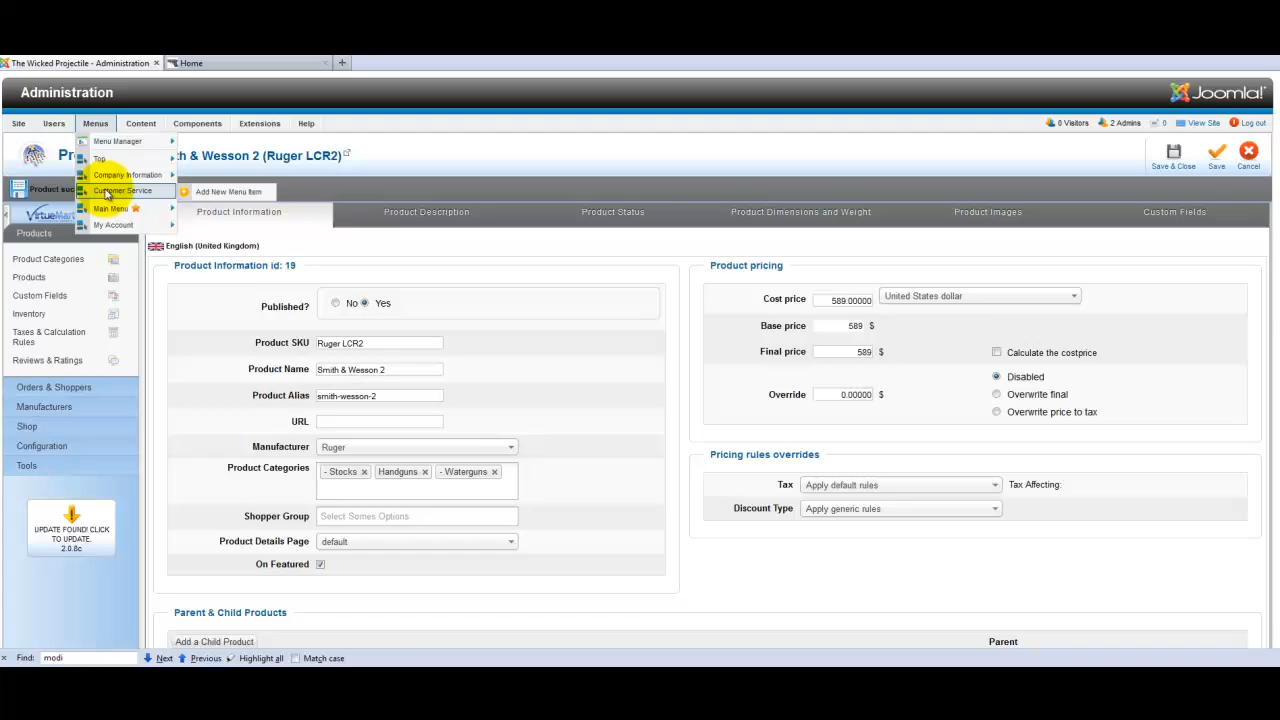 The Wicked Projectile - Administration × Home × +
Administration Joomla!
Site Users Menus Content Components Extensions Help 0 Visitors 2 Admins 0 View Site Log out
Menu Manager
Top
Company Information
Customer Service
Add New Menu Item
Main Menu
My Account
th & Wesson 2 (Ruger LCR2)
Save & Close Save Cancel
Product suc
VirtueMart
Product Information Product Description Product Status Product Dimensions and Weight Product Images Custom Fields
Products
Product Categories
Products
Custom Fields
Inventory
Taxes & Calculation
Rules
Reviews & Ratings
Orders & Shoppers
Manufacturers
Shop
Configuration
Tools
UPDATE FOUND! CLICK
TO UPDATE.
2.0.8c
English (United Kingdom)
Product Information id: 19
Published? No Yes
Product SKU Ruger LCR2
Product Name Smith & Wesson 2
Product Alias smith-wesson-2
URL
Manufacturer Ruger
Product Categories - Stocks × Handguns × - Waterguns ×
Shopper Group Select Somes Options
Product Details Page default
On Featured
Product pricing
Cost price 589.00000 United States dollar
Base price 589 $
Final price 589 $ Calculate the costprice
Disabled
Override 0.00000 $ Overwrite final
Overwrite price to tax
Pricing rules overrides
Tax Apply default rules Tax Affecting:
Discount Type Apply generic rules
Parent & Child Products
Add a Child Product Parent
× Find: modi Next Previous Highlight all Match case